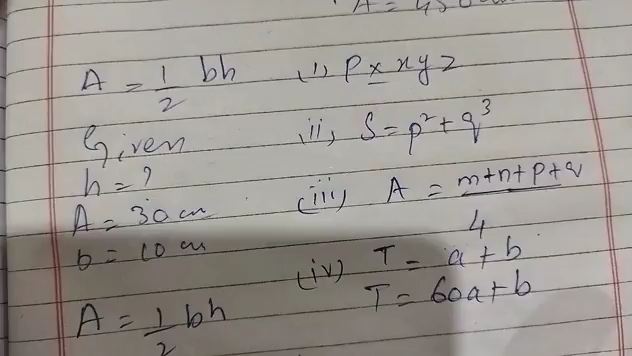 A = 1/2 bh
Given
h = ?
A = 30 cm
b = 10 cm
A = 1/2 bh
(i) P x xyz
(ii) S = p² + q³
(iii) A = m+n+p+q / 4
(iv) T = a + b
T = 60a + b